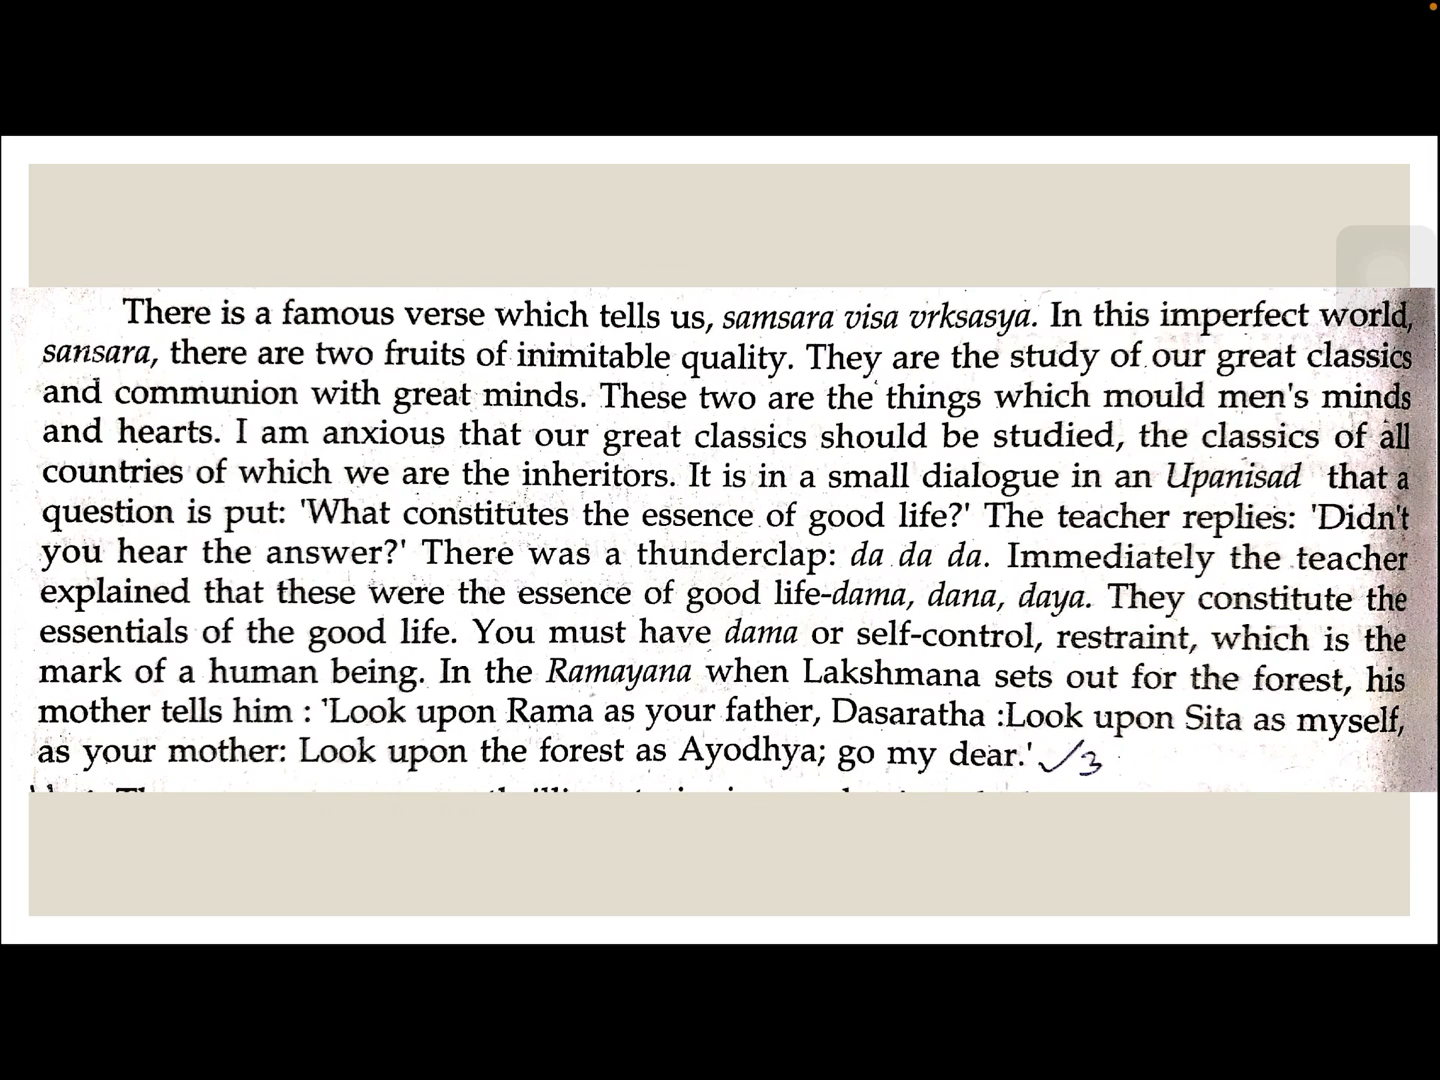 There is a famous verse which tells us, samsara visa vrksasya. In this imperfect world,
sansara, there are two fruits of inimitable quality. They are the study of our great classics
and communion with great minds. These two are the things which mould men's minds
and hearts. I am anxious that our great classics should be studied, the classics of all
countries of which we are the inheritors. It is in a small dialogue in an Upanisad that a
question is put: 'What constitutes the essence of good life?' The teacher replies: 'Didn't
you hear the answer?' There was a thunderclap: da da da. Immediately the teacher
explained that these were the essence of good life-dama, dana, daya. They constitute the
essentials of the good life. You must have dama or self-control, restraint, which is the
mark of a human being. In the Ramayana when Lakshmana sets out for the forest, his
mother tells him : 'Look upon Rama as your father, Dasaratha :Look upon Sita as myself,
as your mother: Look upon the forest as Ayodhya; go my dear.' ✓3